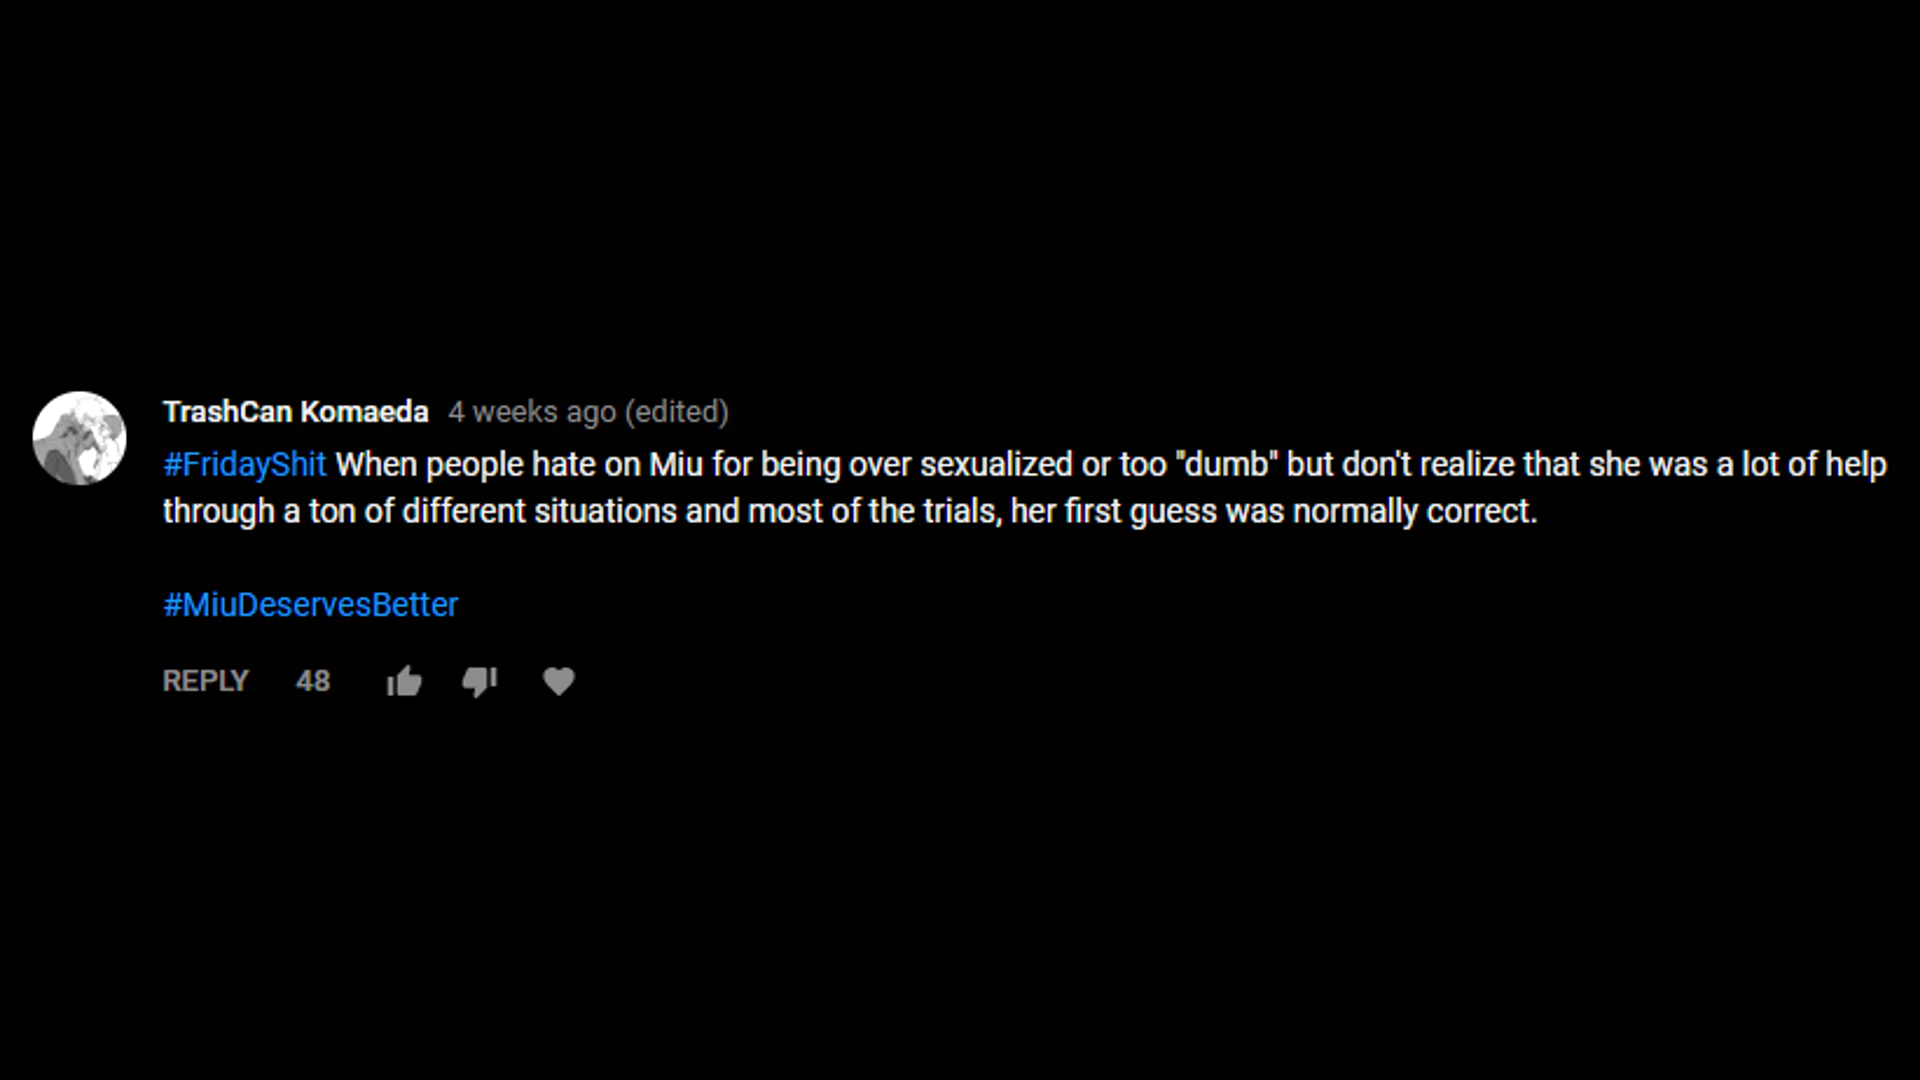 TrashCan Komaeda 4 weeks ago (edited)
#FridayShit When people hate on Miu for being over sexualized or too "dumb" but don't realize that she was a lot of help
through a ton of different situations and most of the trials, her first guess was normally correct.
#MiuDeservesBetter
REPLY 48